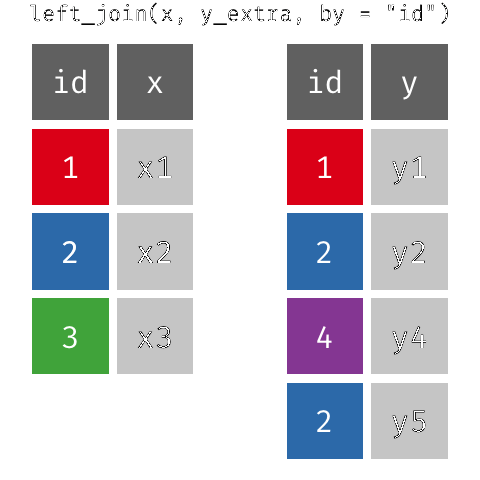 left_join(x, y_extra, by = "id")
id x id y
1 x1 1 y1
2 x2 2 y2
3 x3 4 y4
2 y5